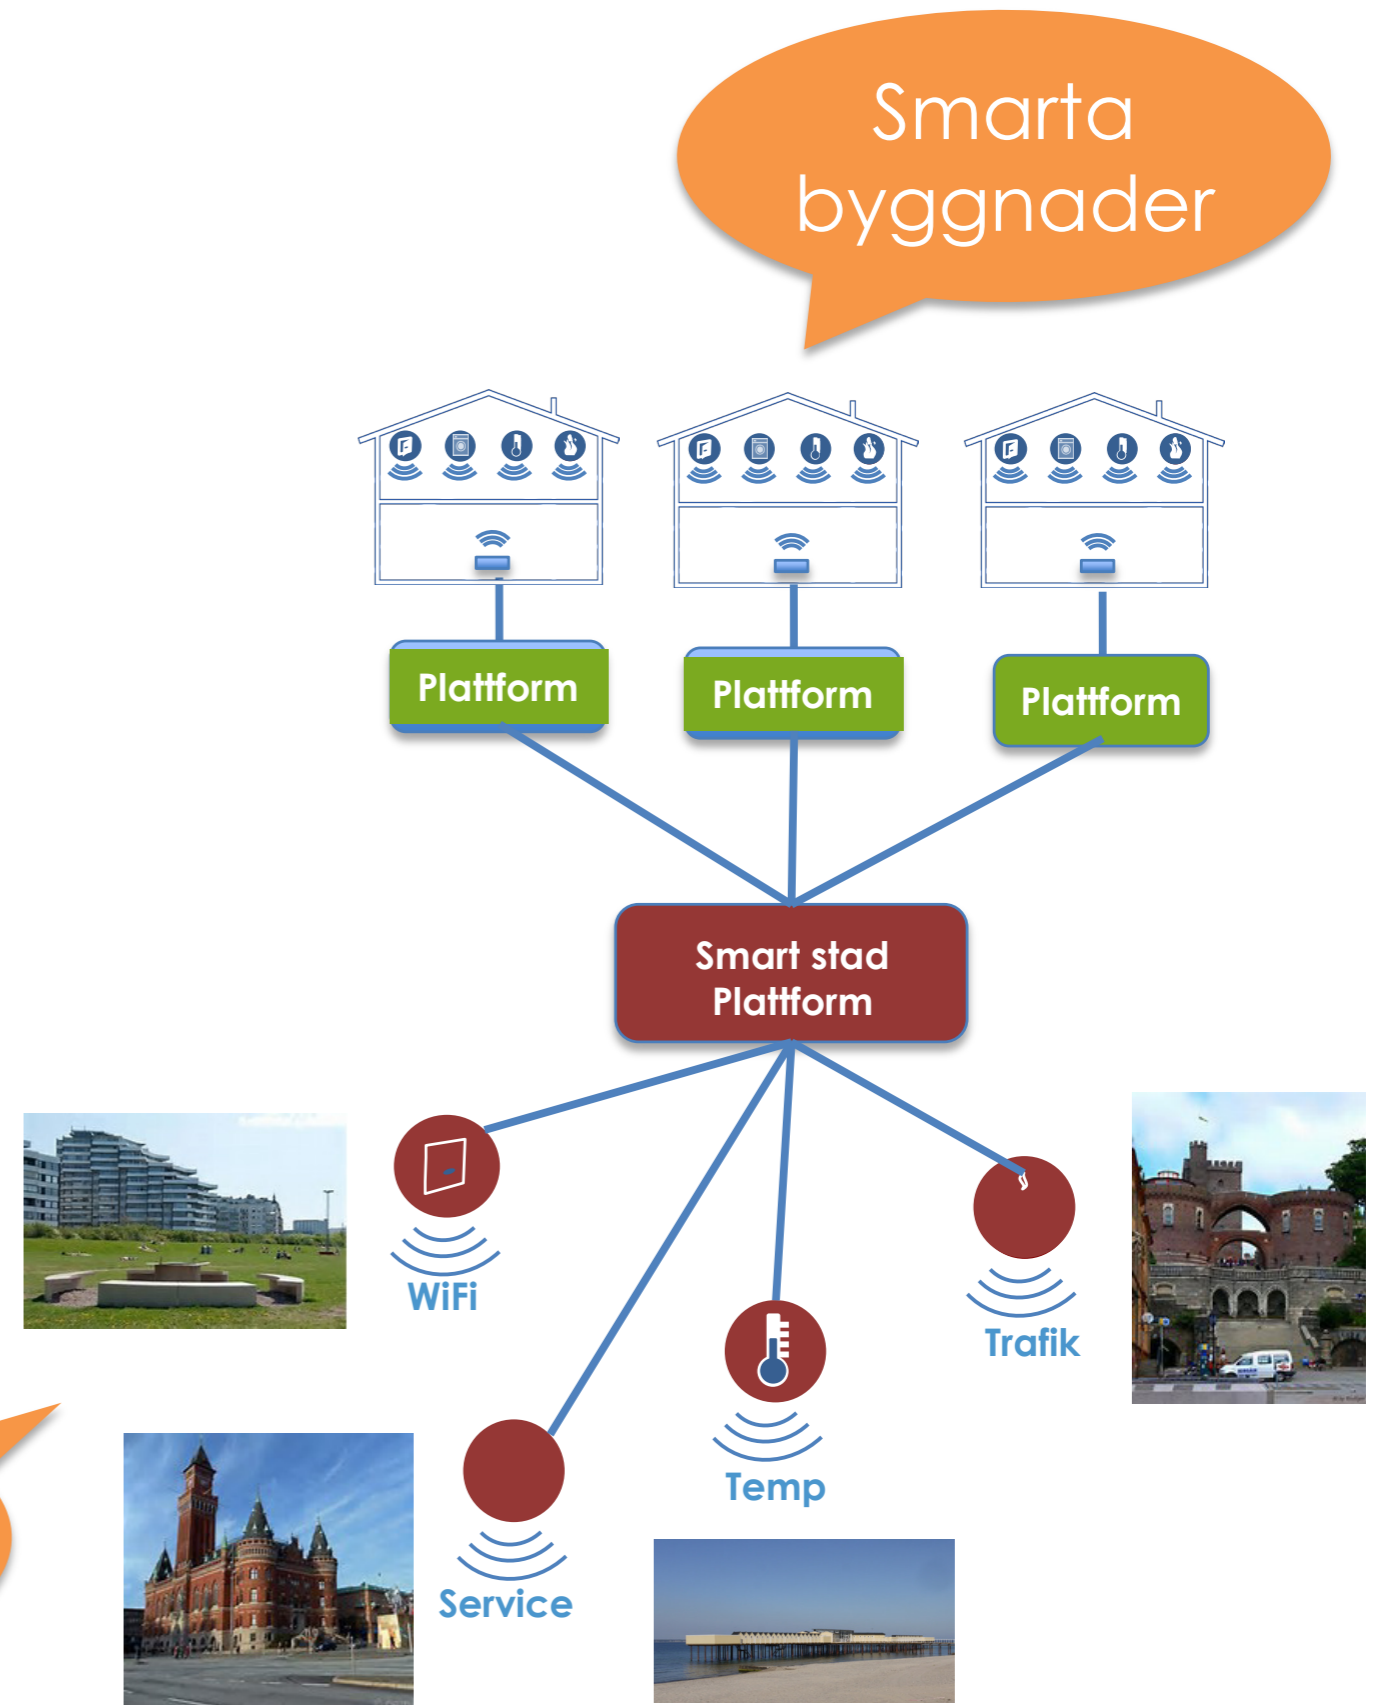 Smarta
byggnader
Plattform
Plattform
Plattform
Smart stad
Plattform
WiFi
Trafik
Temp
Service